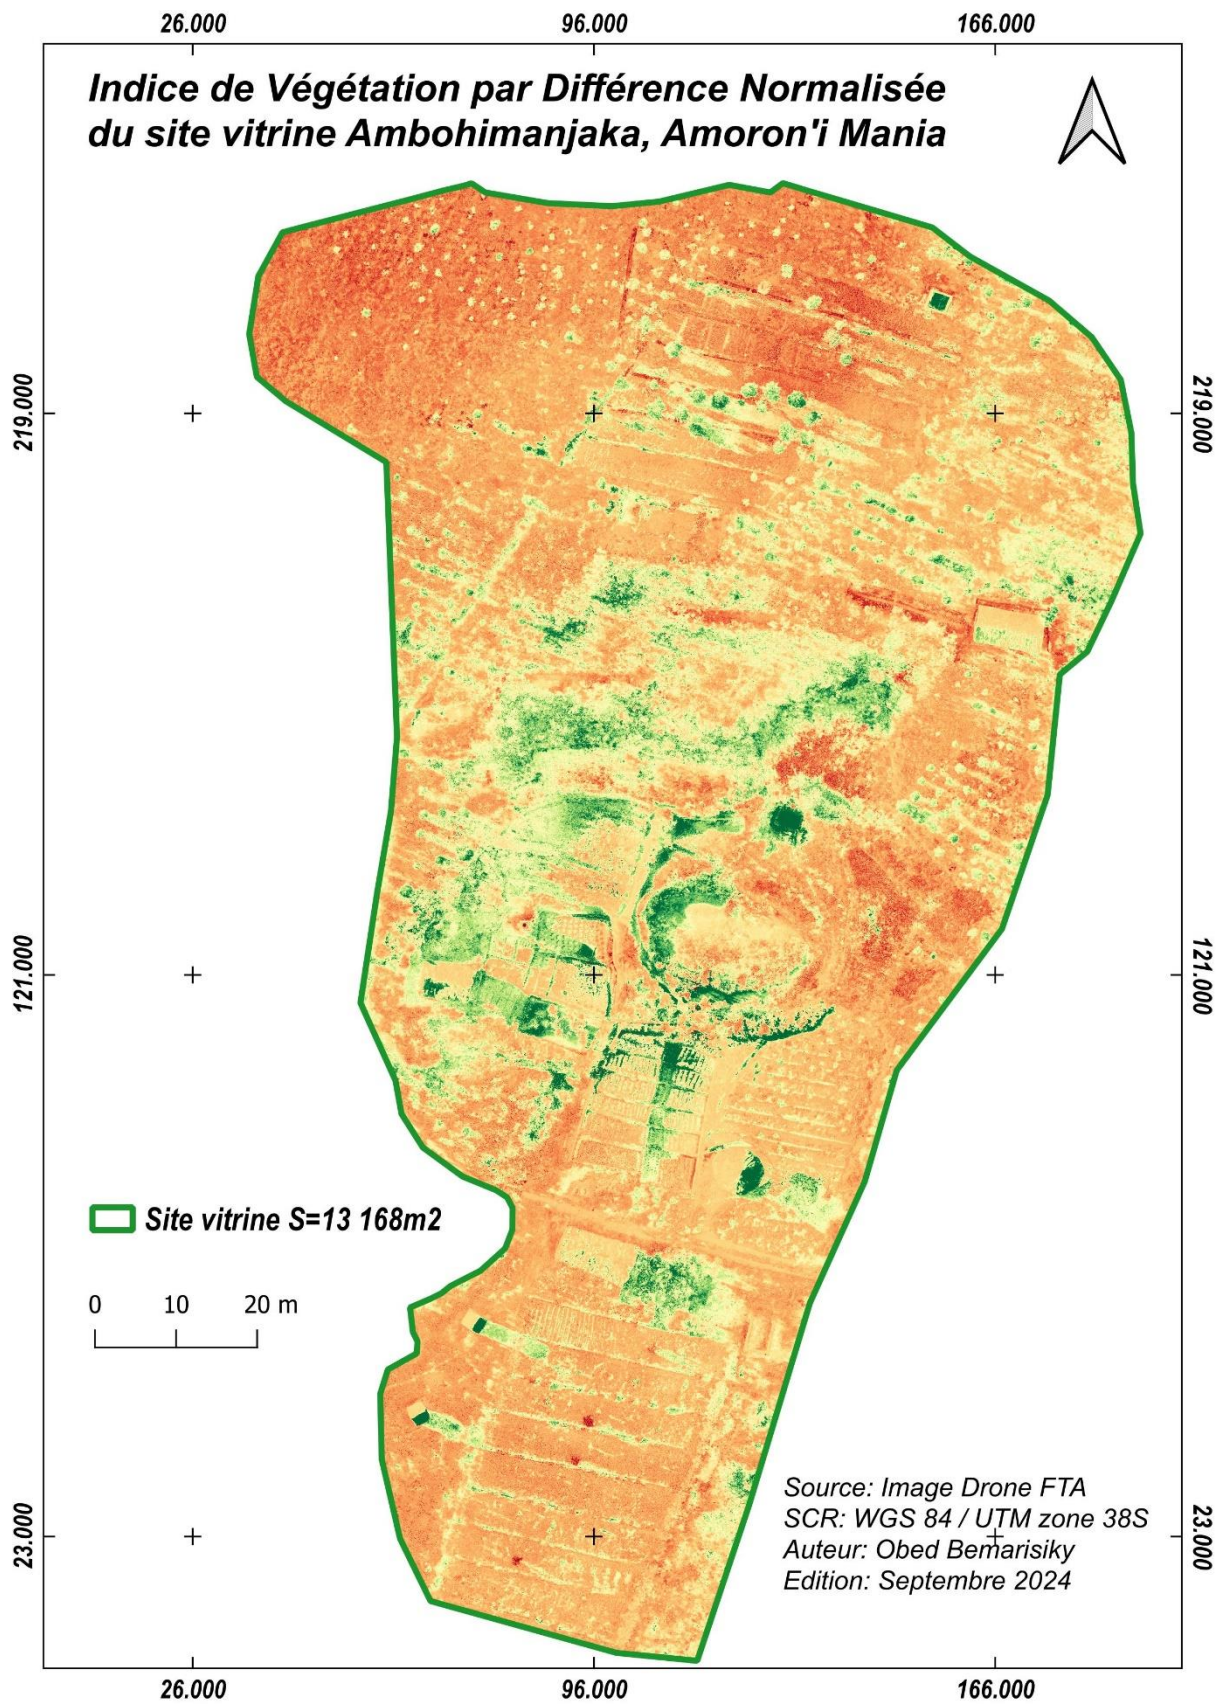 26.000 96.000 166.000
Indice de Végétation par Différence Normalisée
du site vitrine Ambohimanjaka, Amoron'i Mania
219.000 219.000
121.000 121.000
Site vitrine S=13 168m2
0 10 20 m
Source: Image Drone FTA
SCR: WGS 84 / UTM zone 38S
23.000 23.000
Auteur: Obed Bemarisiky
Edition: Septembre 2024
26.000 96.000 166.000